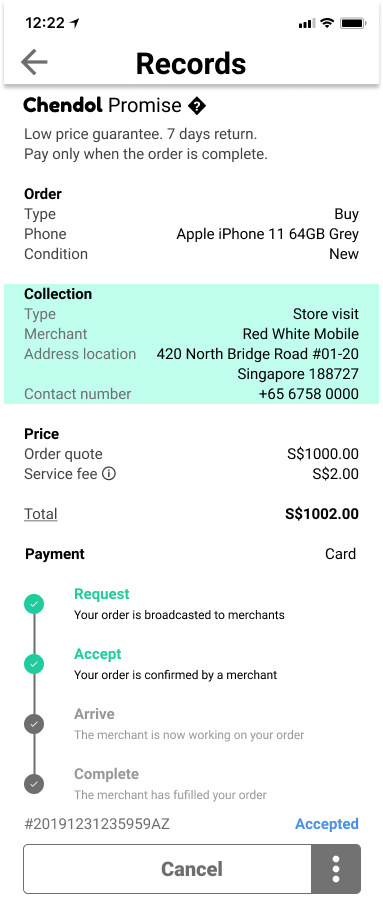 12:22
Records
Chendol Promise ?
Low price guarantee. 7 days return.
Pay only when the order is complete.
Order
Type Buy
Phone Apple iPhone 11 64GB Grey
Condition New
Collection
Type Store visit
Merchant Red White Mobile
Address location 420 North Bridge Road #01-20
Singapore 188727
Contact number +65 6758 0000
Price
Order quote S$1000.00
Service fee S$2.00
Total S$1002.00
Payment Card
Request
Your order is broadcasted to merchants
Accept
Your order is confirmed by a merchant
Arrive
The merchant is now working on your order
Complete
The merchant has fufilled your order
#20191231235959AZ Accepted
Cancel